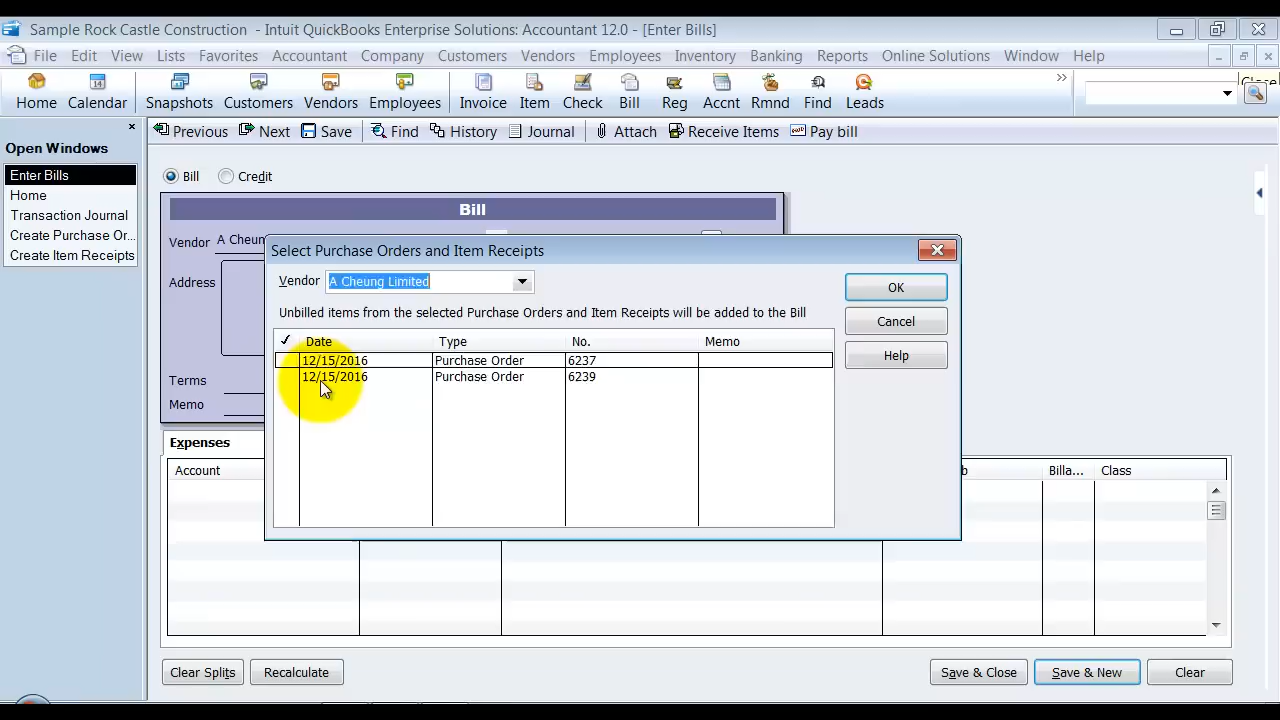 Sample Rock Castle Construction - Intuit QuickBooks Enterprise Solutions: Accountant 12.0 - [Enter Bills]
File Edit View Lists Favorites Accountant Company Customers Vendors Employees Inventory Banking Reports Online Solutions Window Help
Close
Home Calendar Snapshots Customers Vendors Employees Invoice Item Check Bill Reg Accnt Rmnd Find Leads
Previous Next Save Find History Journal Attach Receive Items Pay bill
Open Windows
Enter Bills
Home
Transaction Journal
Create Purchase Or...
Create Item Receipts
Bill Credit
Bill
Vendor A Cheun
Address
Terms
Memo
Select Purchase Orders and Item Receipts
Vendor A Cheung Limited
OK
Cancel
Help
Unbilled items from the selected Purchase Orders and Item Receipts will be added to the Bill
✓ Date Type No. Memo
12/15/2016 Purchase Order 6237
12/15/2016 Purchase Order 6239
Expenses
Account b Billa... Class
Clear Splits Recalculate Save & Close Save & New Clear